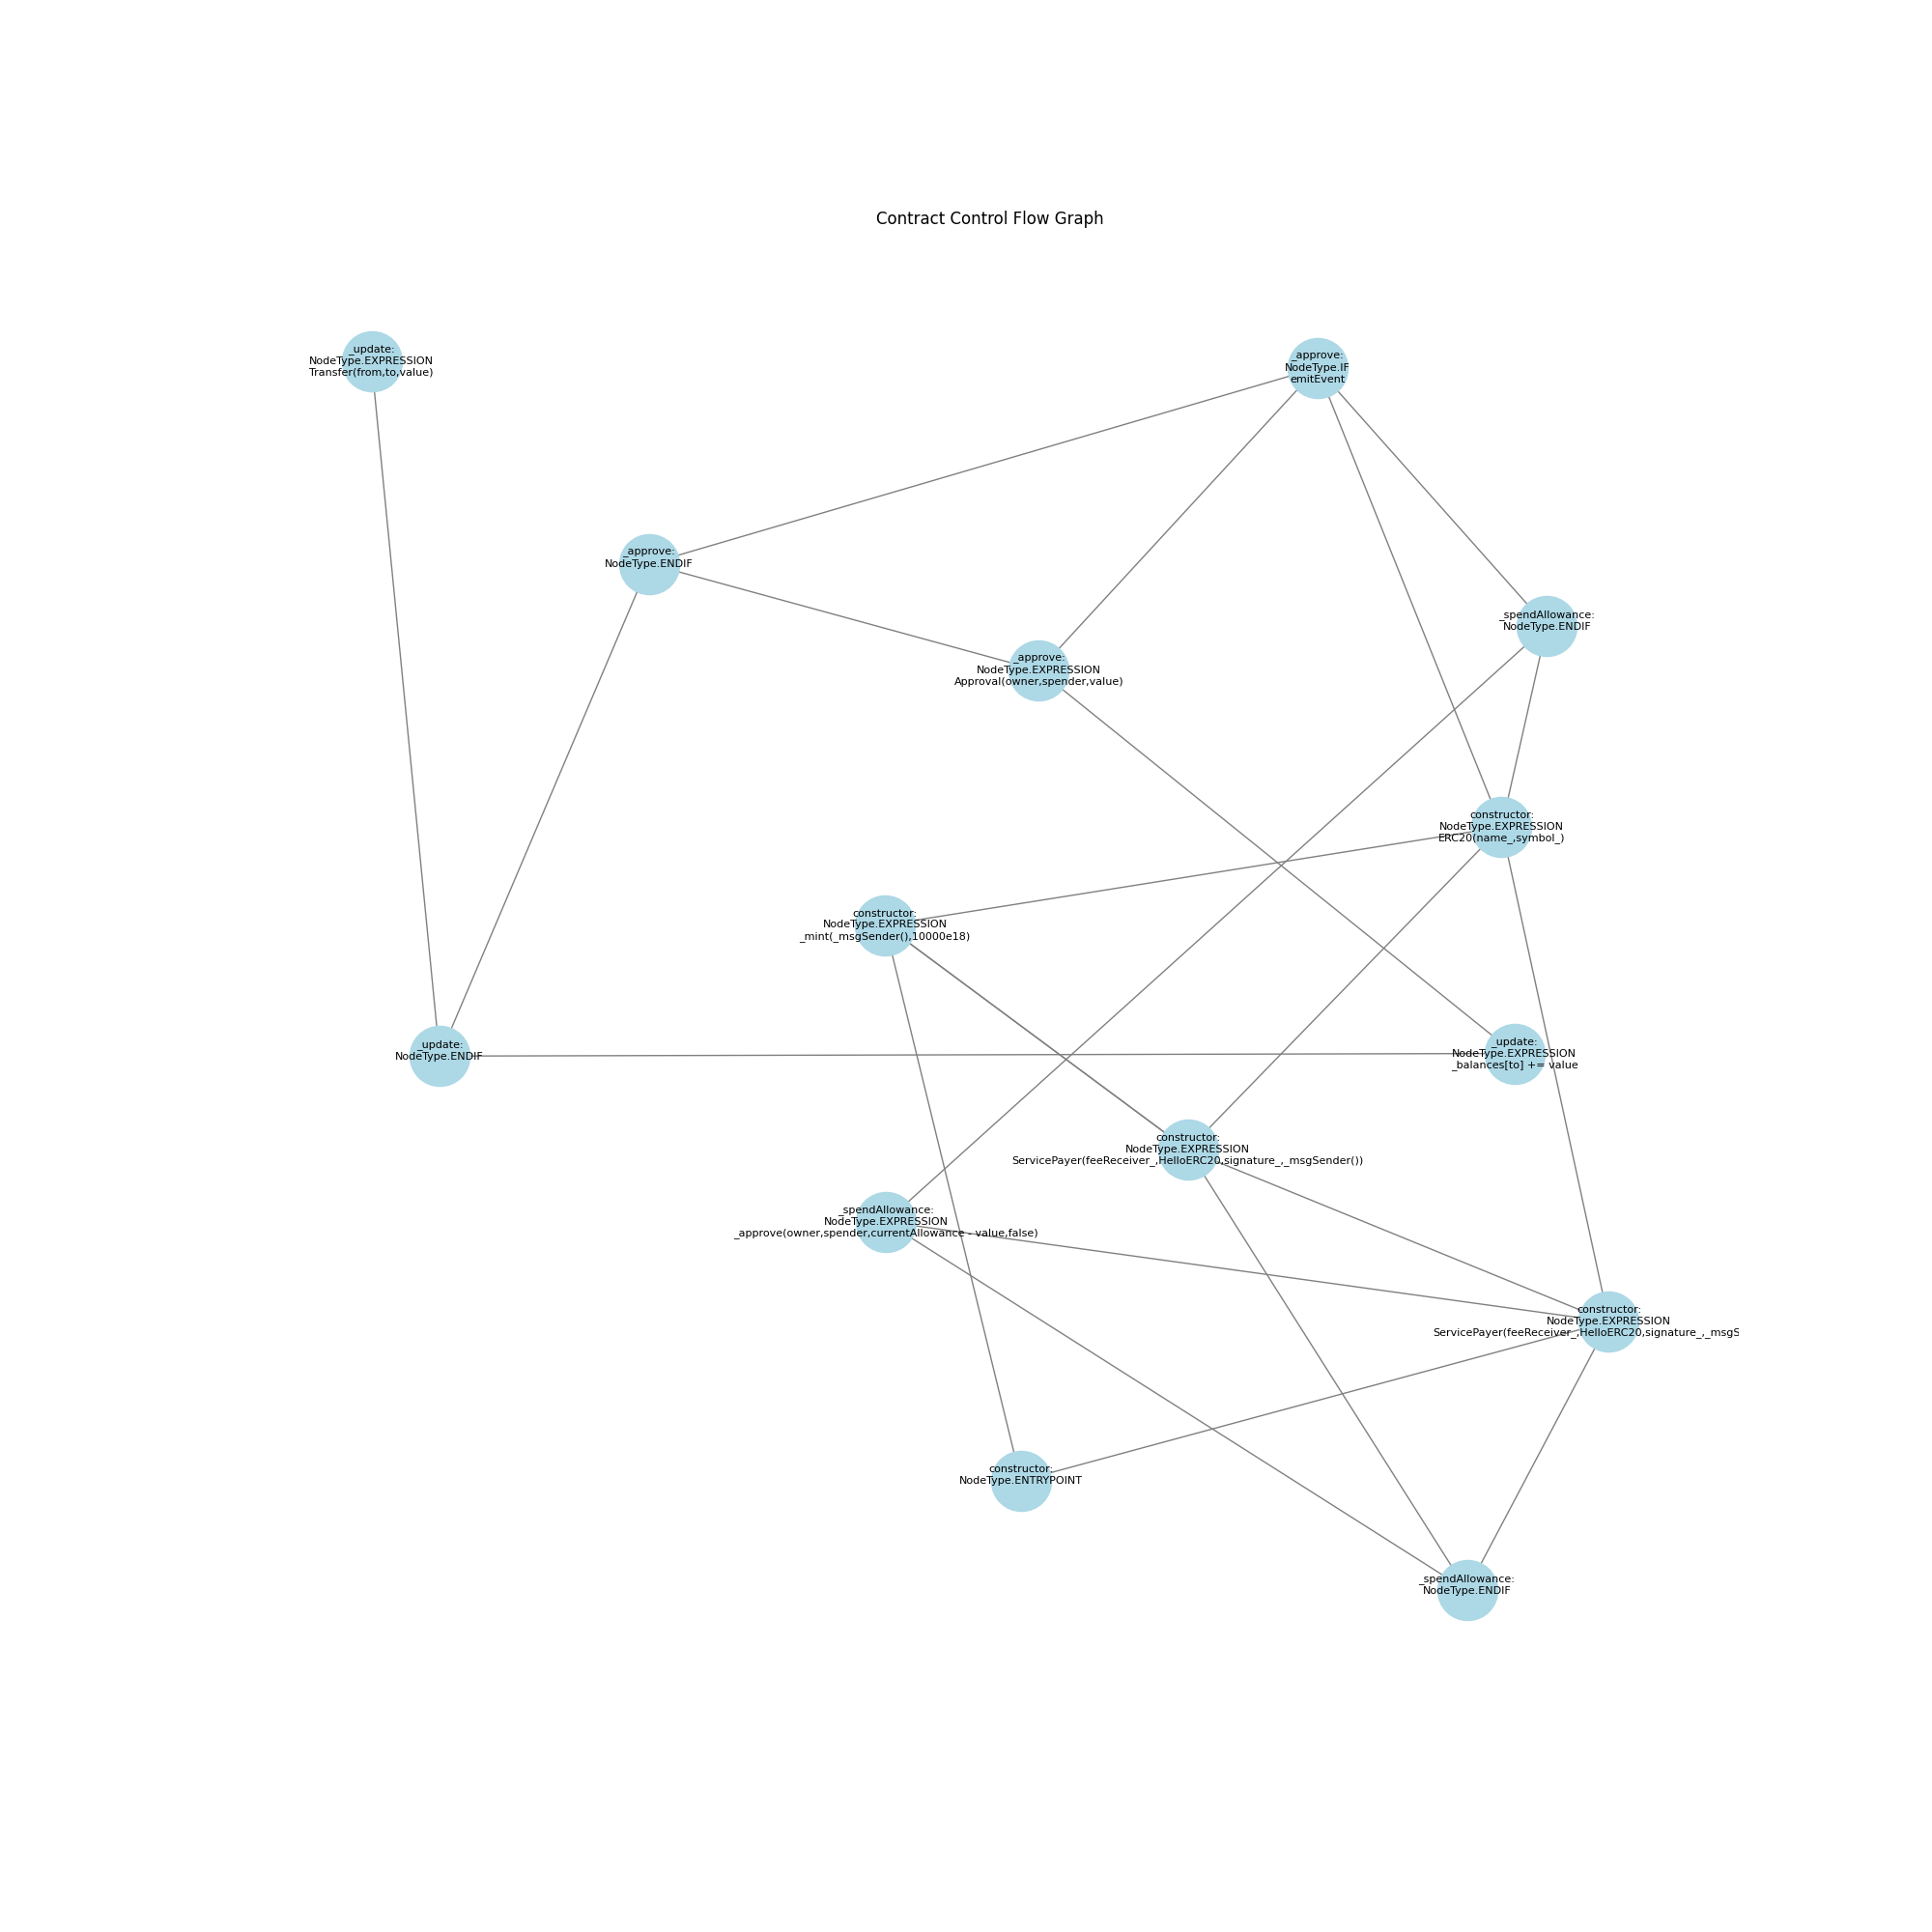 Contract Control Flow Graph
_update:
NodeType.EXPRESSION
Transfer(from,to,value)
_approve:
NodeType.IF
emitEvent
_approve:
NodeType.ENDIF
_spendAllowance:
NodeType.ENDIF
_approve:
NodeType.EXPRESSION
Approval(owner,spender,value)
constructor:
NodeType.EXPRESSION
ERC20(name_,symbol_)
constructor:
NodeType.EXPRESSION
_mint(_msgSender(),10000e18)
_update:
NodeType.ENDIF
_update:
NodeType.EXPRESSION
_balances[to] += value
constructor:
NodeType.EXPRESSION
ServicePayer(feeReceiver_,HelloERC20,signature_,_msgSender())
_spendAllowance:
NodeType.EXPRESSION
_approve(owner,spender,currentAllowance - value,false)
constructor:
NodeType.EXPRESSION
ServicePayer(feeReceiver_,HelloERC20,signature_,_msgS
constructor:
NodeType.ENTRYPOINT
_spendAllowance:
NodeType.ENDIF